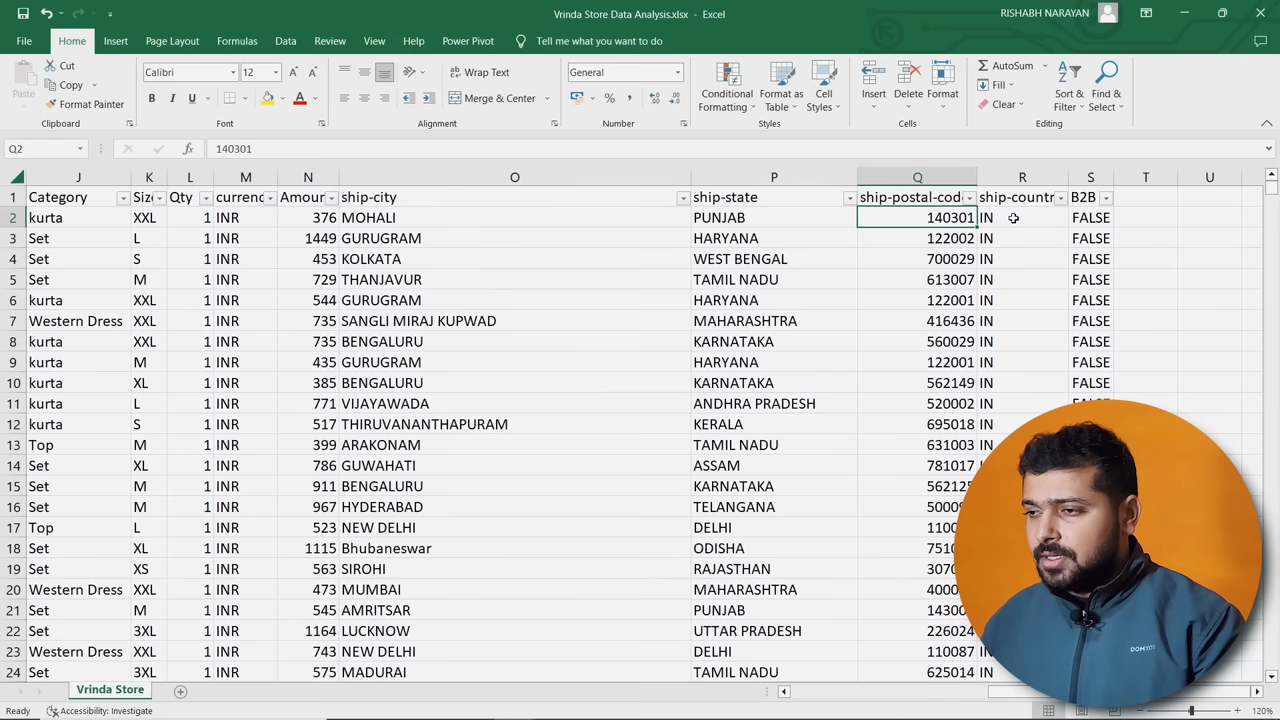 Vrinda Store Data Analysis.xlsx - Excel
RISHABH NARAYAN
File Home Insert Page Layout Formulas Data Review View Help Power Pivot Tell me what you want to do
Paste
Cut
Copy
Format Painter
Clipboard
Calibri 12
B I U
Font
Wrap Text
Merge & Center
Alignment
General
Number
Conditional Formatting
Format as Table
Cell Styles
Styles
Insert Delete Format
Cells
AutoSum
Fill
Clear
Sort & Filter
Find & Select
Editing
Q2 fx 140301
J K L M N O P Q R S T U
1 Category Size Qty currenc Amoun ship-city ship-state ship-postal-cod ship-countr B2B
2 kurta XXL 1 INR 376 MOHALI PUNJAB 140301 IN FALSE
3 Set L 1 INR 1449 GURUGRAM HARYANA 122002 IN FALSE
4 Set S 1 INR 453 KOLKATA WEST BENGAL 700029 IN FALSE
5 Set M 1 INR 729 THANJAVUR TAMIL NADU 613007 IN FALSE
6 kurta XXL 1 INR 544 GURUGRAM HARYANA 122001 IN FALSE
7 Western Dress XXL 1 INR 735 SANGLI MIRAJ KUPWAD MAHARASHTRA 416436 IN FALSE
8 kurta XXL 1 INR 735 BENGALURU KARNATAKA 560029 IN FALSE
9 kurta M 1 INR 435 GURUGRAM HARYANA 122001 IN FALSE
10 kurta XL 1 INR 385 BENGALURU KARNATAKA 562149 IN FALSE
11 kurta L 1 INR 771 VIJAYAWADA ANDHRA PRADESH 520002 IN FALSE
12 kurta S 1 INR 517 THIRUVANANTHAPURAM KERALA 695018 IN
13 Top M 1 INR 399 ARAKONAM TAMIL NADU 631003 IN
14 Set XL 1 INR 786 GUWAHATI ASSAM 781017
15 Set M 1 INR 911 BENGALURU KARNATAKA
16 Set M 1 INR 967 HYDERABAD TELANGANA
17 Top L 1 INR 523 NEW DELHI DELHI
18 Set XL 1 INR 1115 Bhubaneswar ODISHA
19 Set XS 1 INR 563 SIROHI RAJASTHAN
20 Western Dress XXL 1 INR 473 MUMBAI MAHARASHTRA
21 Set M 1 INR 545 AMRITSAR PUNJAB
22 Set 3XL 1 INR 1164 LUCKNOW UTTAR PRADESH 226024
23 Western Dress XXL 1 INR 743 NEW DELHI DELHI 110087 IN
24 Set 3XL 1 INR 575 MADURAI TAMIL NADU 625014 IN
DOMYOS
Vrinda Store
Ready Accessibility: Investigate 120%